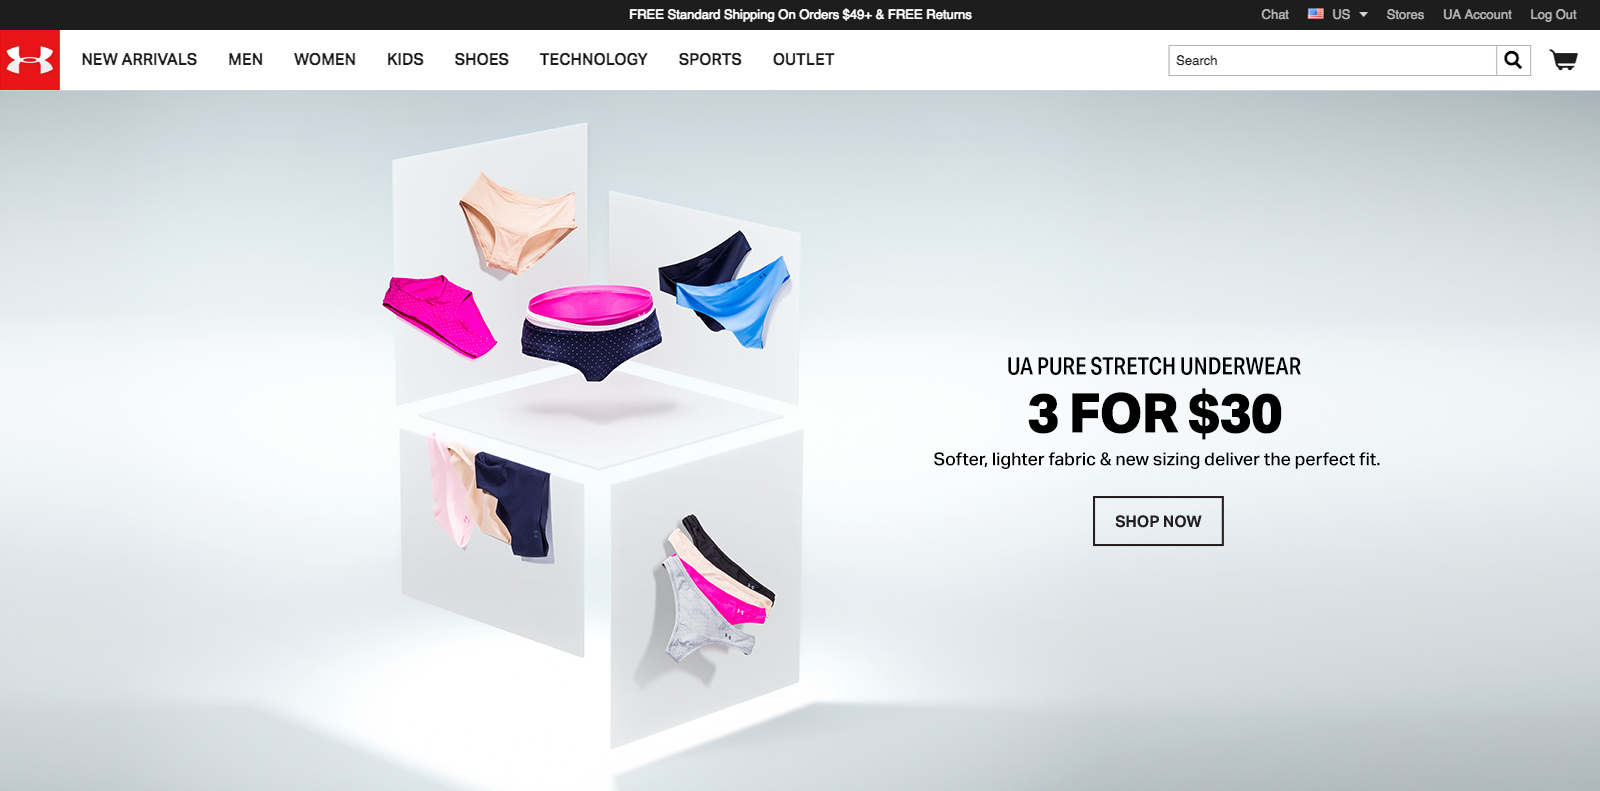 FREE Standard Shipping On Orders $49+ & FREE Returns
Chat
US
Stores
UA Account
Log Out
NEW ARRIVALS
MEN
WOMEN
KIDS
SHOES
TECHNOLOGY
SPORTS
OUTLET
Search
UA PURE STRETCH UNDERWEAR
3 FOR $30
Softer, lighter fabric & new sizing deliver the perfect fit.
SHOP NOW